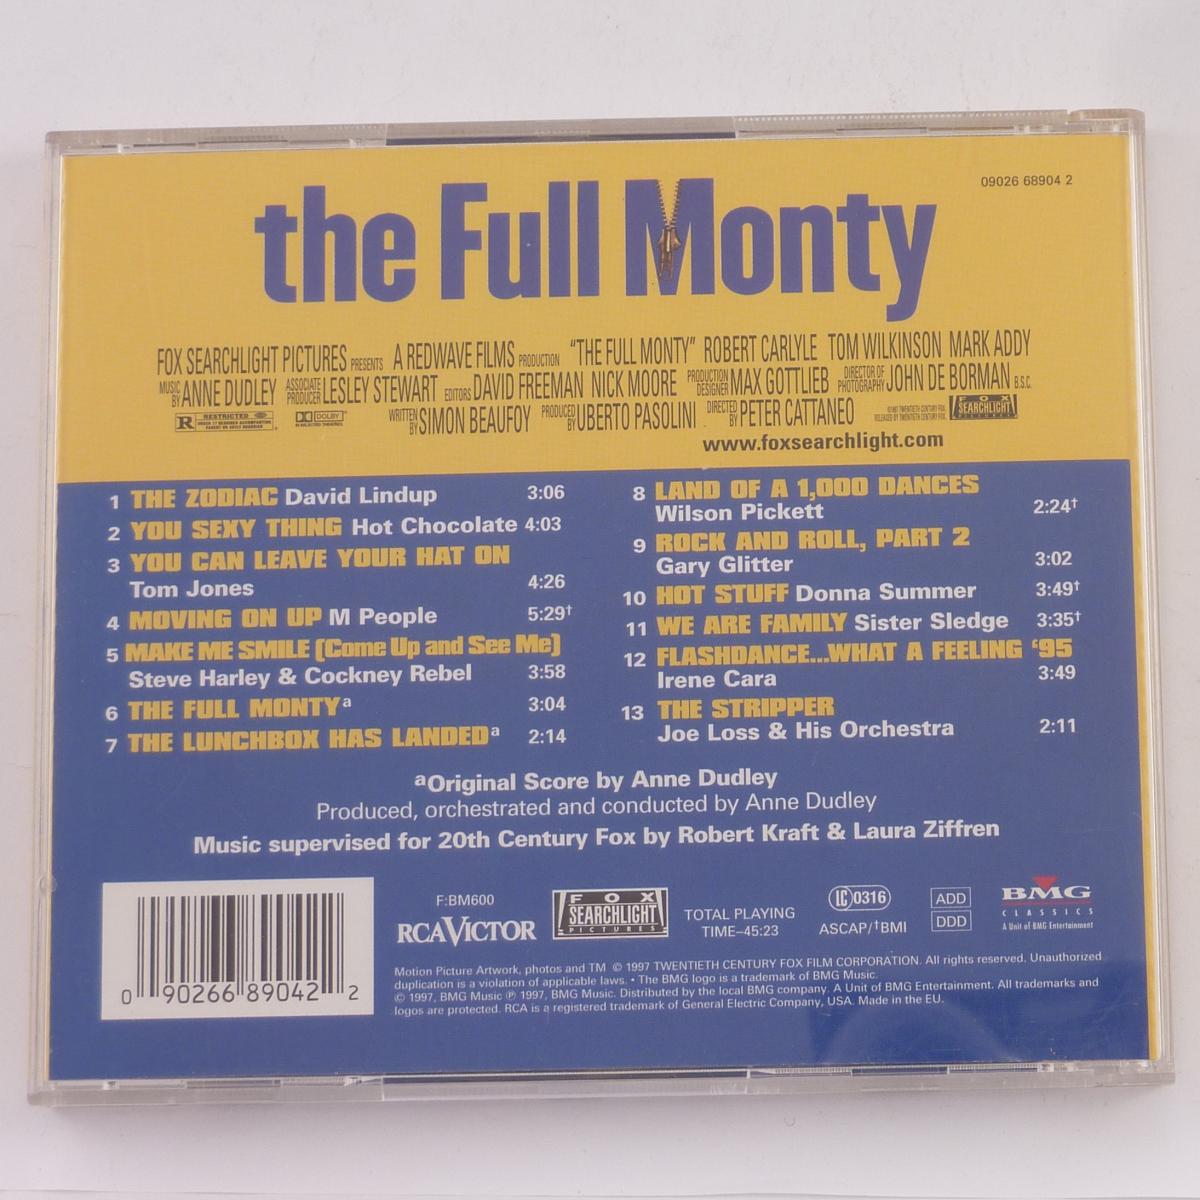 09026 68904 2
the Full Monty
FOX SEARCHLIGHT PICTURES PRESENTS A REDWAVE FILMS PRODUCTION "THE FULL MONTY" ROBERT CARLYLE TOM WILKINSON MARK ADDY
MUSIC BY ANNE DUDLEY ASSOCIATE PRODUCER LESLEY STEWART EDITORS DAVID FREEMAN NICK MOORE PRODUCTION DESIGNER MAX GOTTLIEB DIRECTOR OF PHOTOGRAPHY JOHN DE BORMAN B.S.C.
R RESTRICTED DOLBY WRITTEN BY SIMON BEAUFOY PRODUCED BY UBERTO PASOLINI DIRECTED BY PETER CATTANEO FOX SEARCHLIGHT PICTURES
www.foxsearchlight.com
1 THE ZODIAC David Lindup 3:06
2 YOU SEXY THING Hot Chocolate 4:03
3 YOU CAN LEAVE YOUR HAT ON
Tom Jones 4:26
4 MOVING ON UP M People 5:29†
5 MAKE ME SMILE (Come Up and See Me)
Steve Harley & Cockney Rebel 3:58
6 THE FULL MONTYa 3:04
7 THE LUNCHBOX HAS LANDEDa 2:14
8 LAND OF A 1,000 DANCES
Wilson Pickett 2:24†
9 ROCK AND ROLL, PART 2
Gary Glitter 3:02
10 HOT STUFF Donna Summer 3:49†
11 WE ARE FAMILY Sister Sledge 3:35†
12 FLASHDANCE...WHAT A FEELING '95
Irene Cara 3:49
13 THE STRIPPER
Joe Loss & His Orchestra 2:11
aOriginal Score by Anne Dudley
Produced, orchestrated and conducted by Anne Dudley
Music supervised for 20th Century Fox by Robert Kraft & Laura Ziffren
0 90266 89042 2
F:BM600
RCA VICTOR
FOX
SEARCHLIGHT
PICTURES
TOTAL PLAYING
TIME–45:23
LC 0316
ASCAP/†BMI
ADD
DDD
BMG
CLASSICS
A Unit of BMG Entertainment
Motion Picture Artwork, photos and TM © 1997 TWENTIETH CENTURY FOX FILM CORPORATION. All rights reserved. Unauthorized
duplication is a violation of applicable laws. • The BMG logo is a trademark of BMG Music.
© 1997, BMG Music ℗ 1997, BMG Music. Distributed by the local BMG company. A Unit of BMG Entertainment. All trademarks and
logos are protected. RCA is a registered trademark of General Electric Company, USA. Made in the EU.